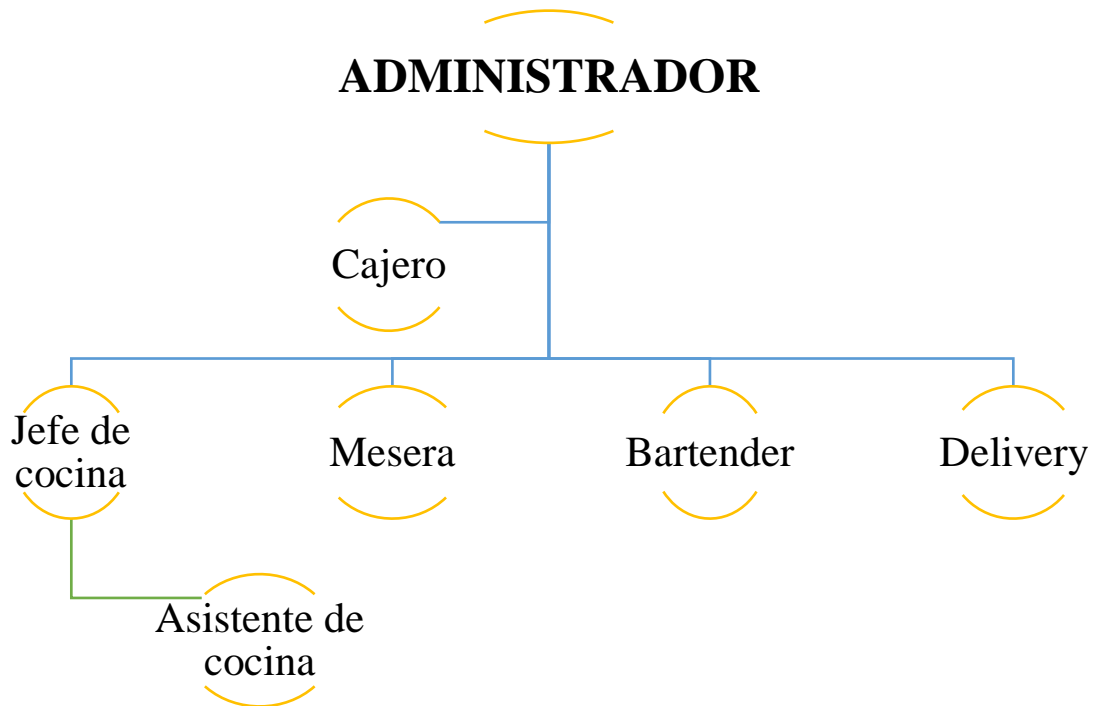 ADMINISTRADOR
Cajero
Jefe de
cocina
Mesera
Bartender
Delivery
Asistente de
cocina